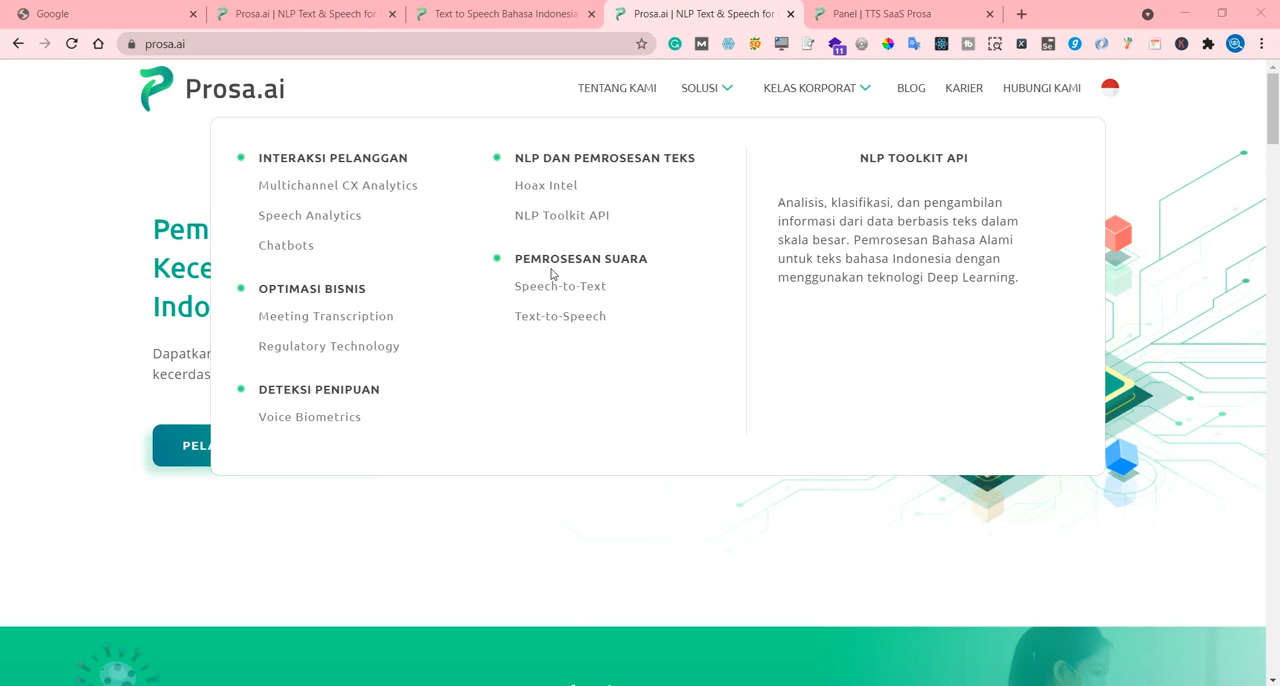 Google
Prosa.ai | NLP Text & Speech for
Text to Speech Bahasa Indonesia
Prosa.ai | NLP Text & Speech for
Panel | TTS SaaS Prosa
prosa.ai
11
Prosa.ai
TENTANG KAMI
SOLUSI
KELAS KORPORAT
BLOG
KARIER
HUBUNGI KAMI
Pem
Kece
Indo
Dapatkan
kecerdas
PELA
INTERAKSI PELANGGAN
Multichannel CX Analytics
Speech Analytics
Chatbots
OPTIMASI BISNIS
Meeting Transcription
Regulatory Technology
DETEKSI PENIPUAN
Voice Biometrics
NLP DAN PEMROSESAN TEKS
Hoax Intel
NLP Toolkit API
PEMROSESAN SUARA
Speech-to-Text
Text-to-Speech
NLP TOOLKIT API
Analisis, klasifikasi, dan pengambilan
informasi dari data berbasis teks dalam
skala besar. Pemrosesan Bahasa Alami
untuk teks bahasa Indonesia dengan
menggunakan teknologi Deep Learning.